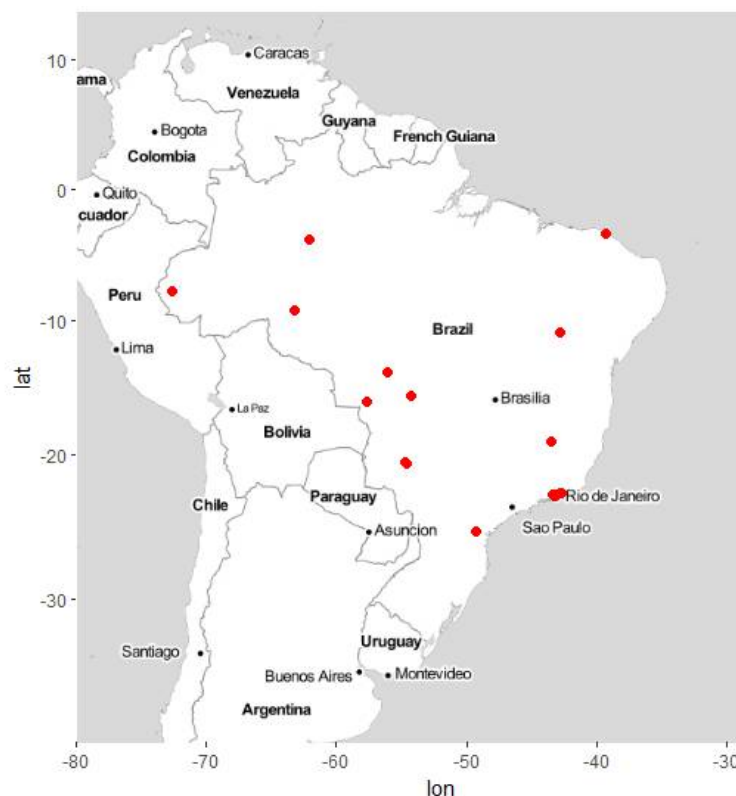 10
0
-10
-20
-30
lat
Caracas
ama
Venezuela
Guyana
French Guiana
Bogota
Colombia
Quito
cuador
Peru
Brazil
Lima
Brasilia
La Paz
Bolivia
Rio de Janeiro
Paraguay
Chile
Sao Paulo
Asuncion
Uruguay
Santiago
Buenos Aires
Montevideo
Argentina
-80
-70
-60
-50
-40
-30
lon